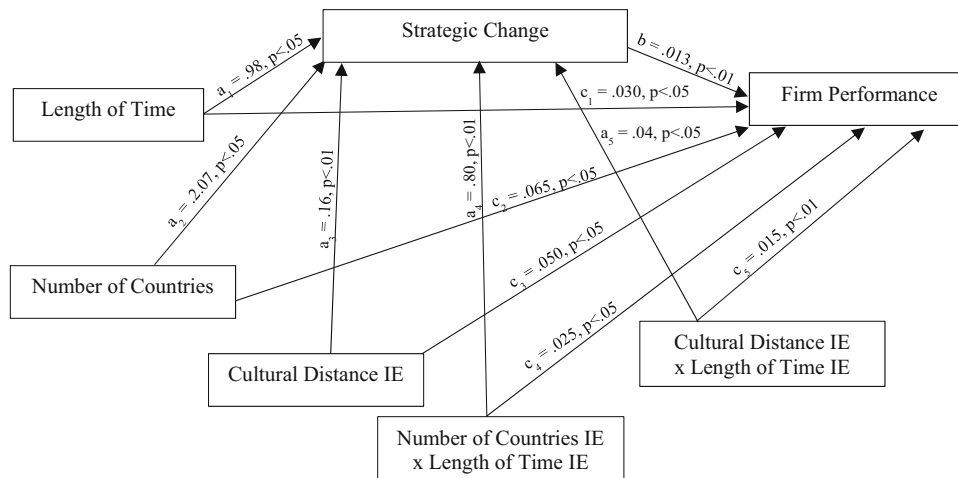 Strategic Change
a₁ = .98, p<.05
b = .013, p<.01
Length of Time
c₁ = .030, p<.05
Firm Performance
a₅ = .04, p<.05
a₂ = .2.07, p<.05
a₃ = .16, p<.01
a₄ = .80, p<.01
c₂ = .065, p<.05
c₃ = .050, p<.05
c₄ = .025, p<.05
c₅ = .015, p<.01
Number of Countries
Cultural Distance IE
Cultural Distance IE
x Length of Time IE
Number of Countries IE
x Length of Time IE